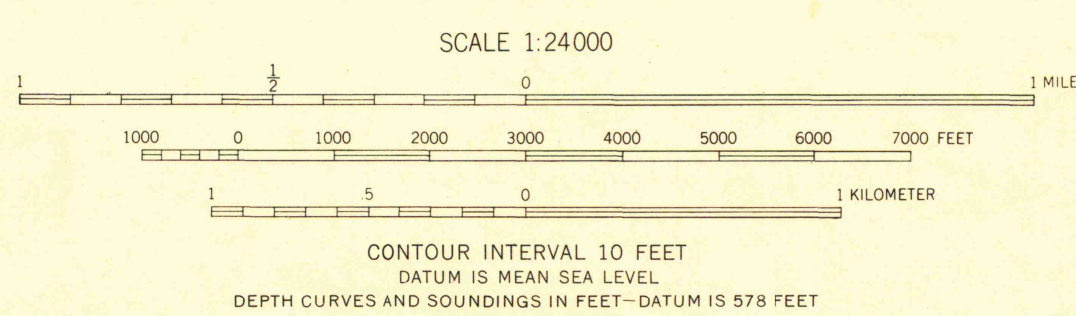 SCALE 1:24000
1 1/2 0 1 MILE
1000 0 1000 2000 3000 4000 5000 6000 7000 FEET
1 .5 0 1 KILOMETER
CONTOUR INTERVAL 10 FEET
DATUM IS MEAN SEA LEVEL
DEPTH CURVES AND SOUNDINGS IN FEET—DATUM IS 578 FEET